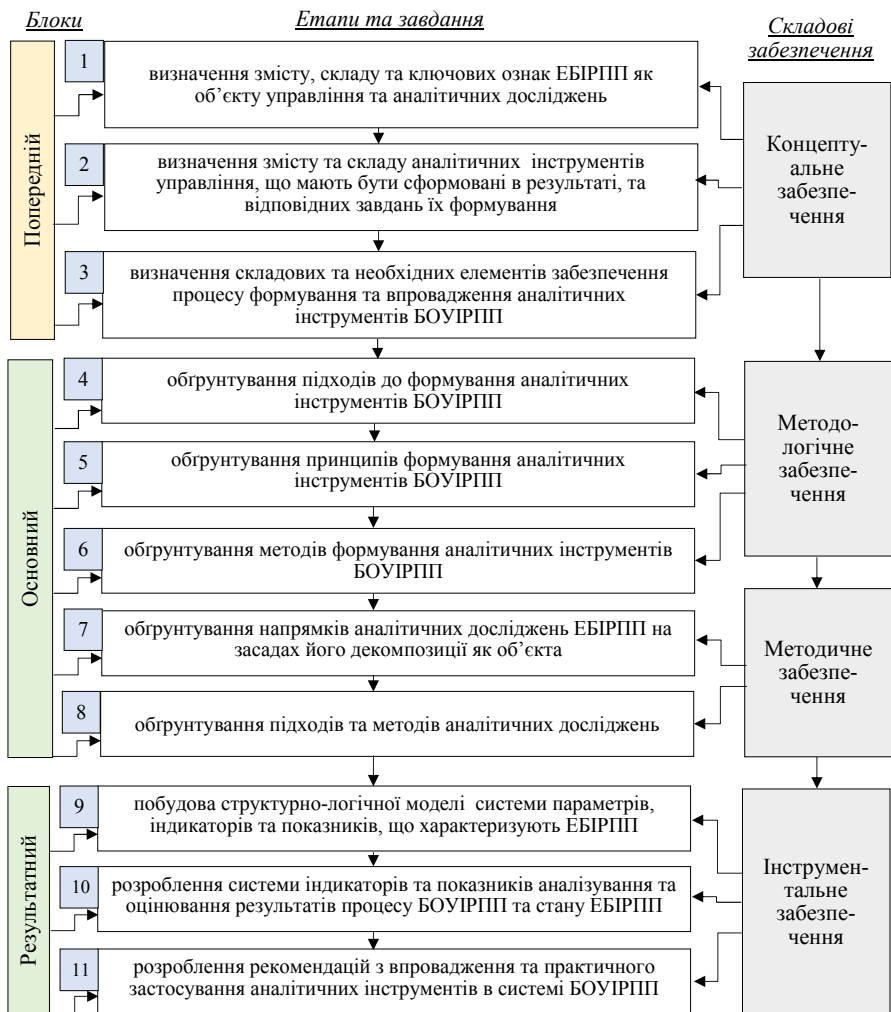 Блоки
Етапи та завдання
Складові
забезпечення
Попередній
1
визначення змісту, складу та ключових ознак ЕБІРПП як
об’єкту управління та аналітичних досліджень
2
визначення змісту та складу аналітичних інструментів
управління, що мають бути сформовані в результаті, та
відповідних завдань їх формування
3
визначення складових та необхідних елементів забезпечення
процесу формування та впровадження аналітичних
інструментів БОУІРПП
Концепту-
альне
забезпе-
чення
Основний
4
обґрунтування підходів до формування аналітичних
інструментів БОУІРПП
5
обґрунтування принципів формування аналітичних
інструментів БОУІРПП
6
обґрунтування методів формування аналітичних інструментів
БОУІРПП
Методо-
логічне
забезпе-
чення
7
обґрунтування напрямків аналітичних досліджень ЕБІРПП на
засадах його декомпозиції як об’єкта
8
обґрунтування підходів та методів аналітичних досліджень
Методичне
забезпе-
чення
Результатний
9
побудова структурно-логічної моделі системи параметрів,
індикаторів та показників, що характеризують ЕБІРПП
10
розроблення системи індикаторів та показників аналізування та
оцінювання результатів процесу БОУІРПП та стану ЕБІРПП
11
розроблення рекомендацій з впровадження та практичного
застосування аналітичних інструментів в системі БОУІРПП
Інструмен-
тальне
забезпе-
чення